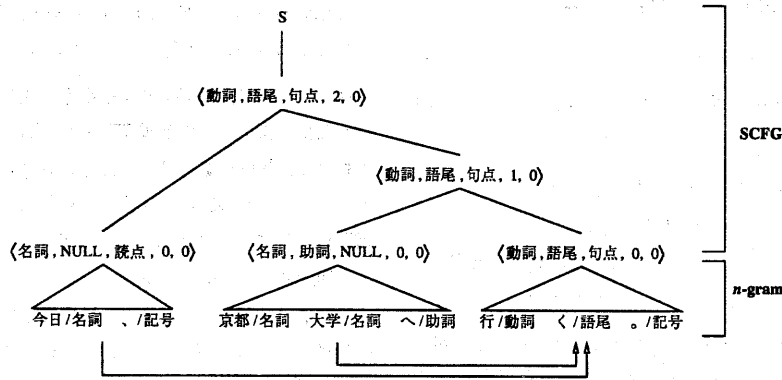 S
〈動詞,語尾,句点, 2, 0〉
SCFG
〈動詞,語尾,句点, 1, 0〉
〈名詞, NULL, 読点, 0, 0〉 〈名詞, 助詞, NULL, 0, 0〉 〈動詞,語尾,句点, 0, 0〉
n-gram
今日/名詞 、/記号 京都/名詞 大学/名詞 へ/助詞 行/動詞 く/語尾 。/記号